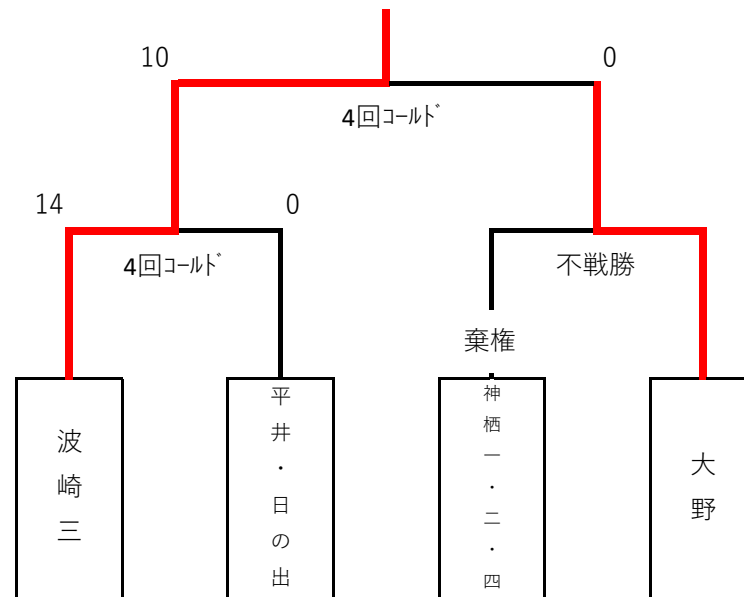 10
0
4回ｺｰﾙﾄﾞ
14
0
4回ｺｰﾙﾄﾞ
不戦勝
棄権
波崎三
平井・日の出
神栖一・二・四
大野